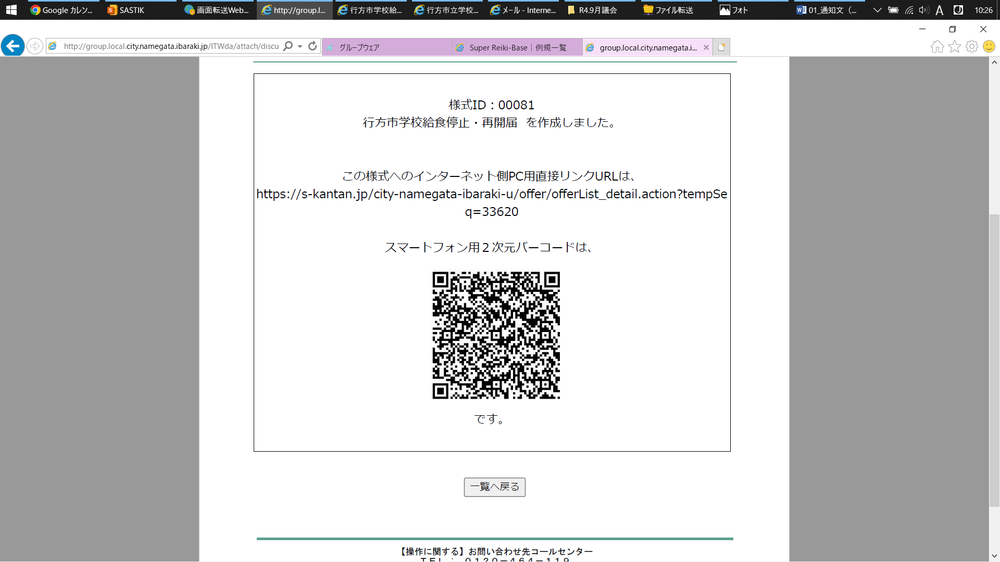 Google カレン...
SASTIK
画面転送Web...
http://group.l...
行方市学校給...
行方市立学校...
メール - Interne...
R4.9月議会
ファイル転送
フォト
01_通知文（...
A
J
10:26
http://group.local.city.namegata.ibaraki.jp/ITWda/attach/discu
グループウェア
Super Reiki-Base｜例規一覧
group.local.city.namegata.i...
様式ID：00081
行方市学校給食停止・再開届　を作成しました。
この様式へのインターネット側PC用直接リンクURLは、
https://s-kantan.jp/city-namegata-ibaraki-u/offer/offerList_detail.action?tempSe
q=33620
スマートフォン用２次元バーコードは、
です。
一覧へ戻る
【操作に関する】お問い合わせ先コールセンター
ＴＥＬ：　０１２０－４６４－１１９